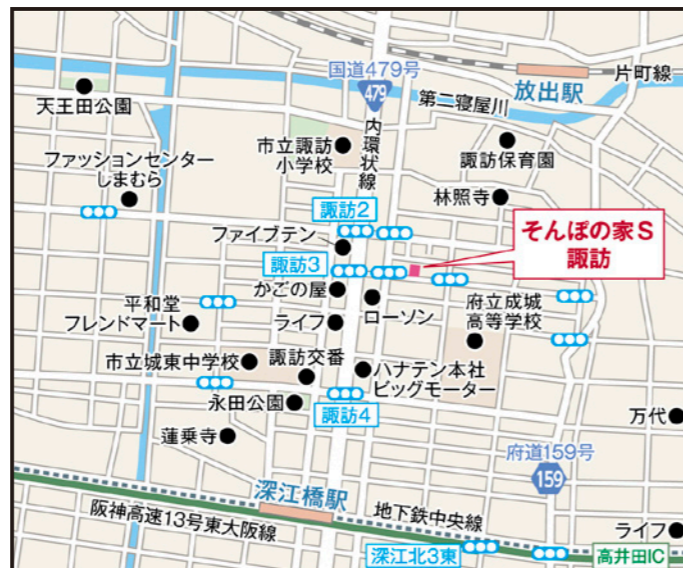 国道479号
479
内環状線
片町線
放出駅
第二寝屋川
天王田公園
市立諏訪
小学校
諏訪保育園
ファッションセンター
しまむら
林照寺
諏訪2
ファイブテン
そんぽの家S
諏訪
諏訪3
かごの屋
ローソン
平和堂
フレンドマート
ライフ
府立成城
高等学校
市立城東中学校
諏訪交番
ハナテン本社
ビッグモーター
永田公園
諏訪4
万代
蓮乗寺
府道159号
159
深江橋駅
地下鉄中央線
阪神高速13号東大阪線
ライフ
深江北3東
高井田IC